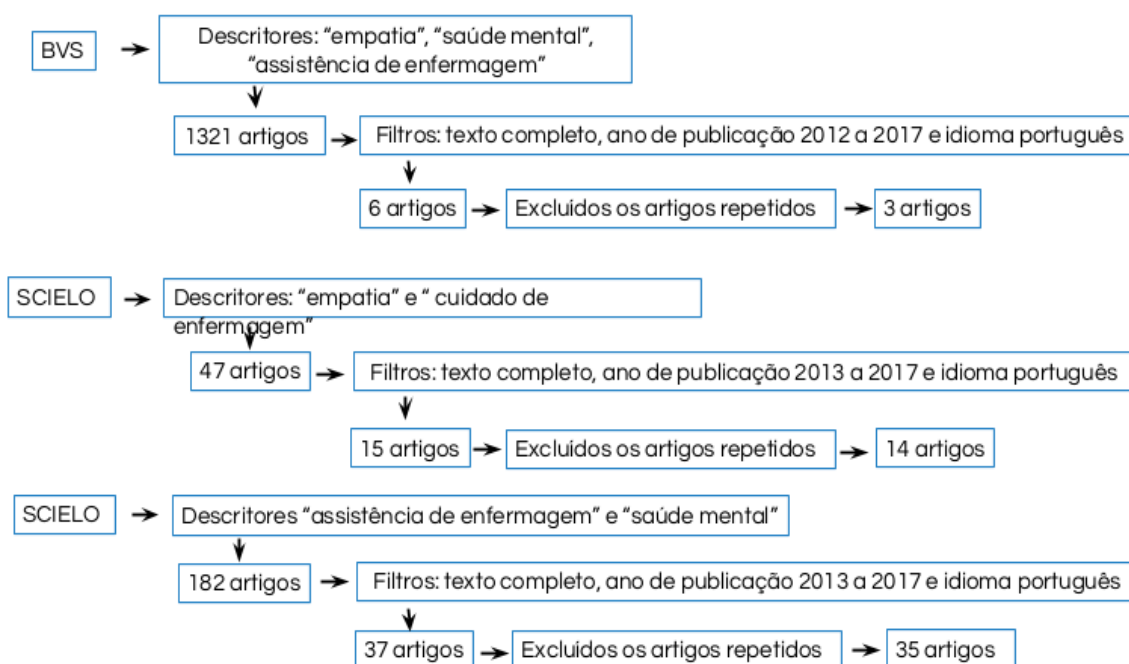 BVS
Descritores: “empatia”, “saúde mental”,
“assistência de enfermagem”
1321 artigos
Filtros: texto completo, ano de publicação 2012 a 2017 e idioma português
6 artigos
Excluídos os artigos repetidos
3 artigos
SCIELO
Descritores: “empatia” e “ cuidado de
enfermagem”
47 artigos
Filtros: texto completo, ano de publicação 2013 a 2017 e idioma português
15 artigos
Excluídos os artigos repetidos
14 artigos
SCIELO
Descritores “assistência de enfermagem” e “saúde mental”
182 artigos
Filtros: texto completo, ano de publicação 2013 a 2017 e idioma português
37 artigos
Excluídos os artigos repetidos
35 artigos